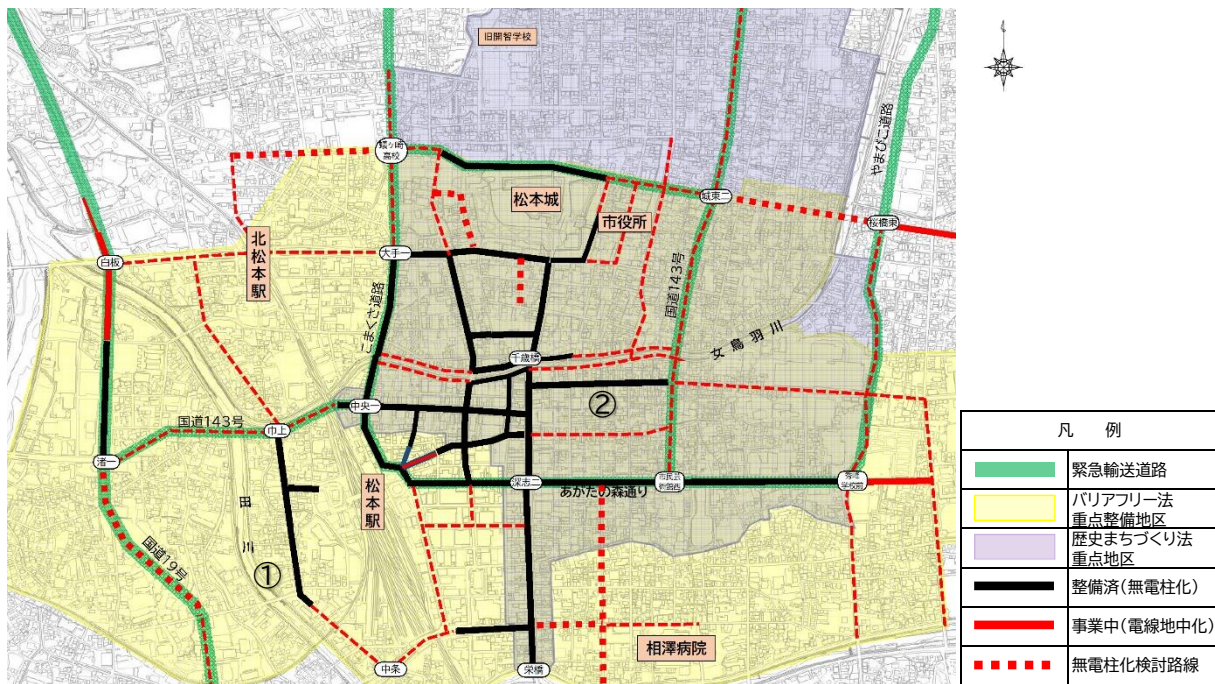 旧開智学校
やまびこ道路
蟻ヶ崎
高校
松本城
市役所
城東二
桜橋東
北松本駅
大手一
白板
こまくさ道路
国道143号
女鳥羽川
千歳橋
②
中央一
国道143号
巾上
渚一
松本駅
深志二
あがたの森通り
学校前
田川
国道19号
①
相澤病院
中条
栄橋
凡 例
緊急輸送道路
バリアフリー法
重点整備地区
歴史まちづくり法
重点地区
整備済(無電柱化)
事業中(電線地中化)
無電柱化検討路線